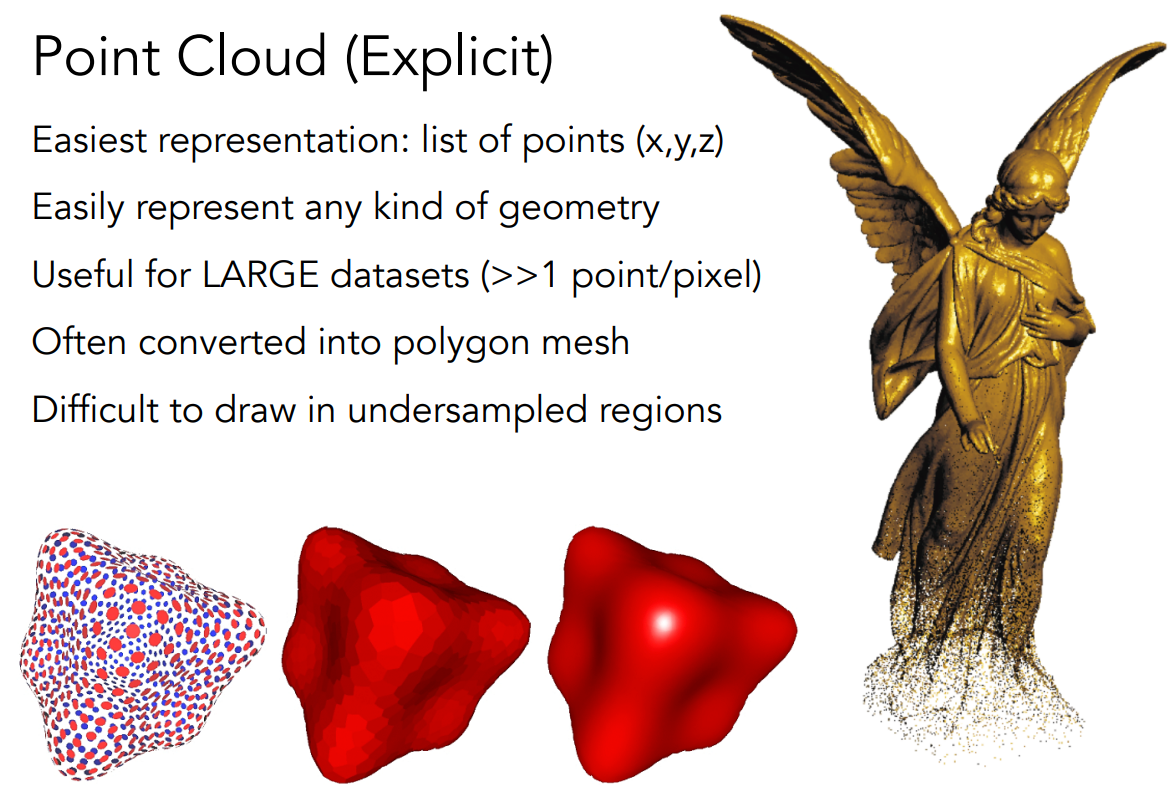 Point Cloud (Explicit)
Easiest representation: list of points (x,y,z)
Easily represent any kind of geometry
Useful for LARGE datasets (>>1 point/pixel)
Often converted into polygon mesh
Difficult to draw in undersampled regions